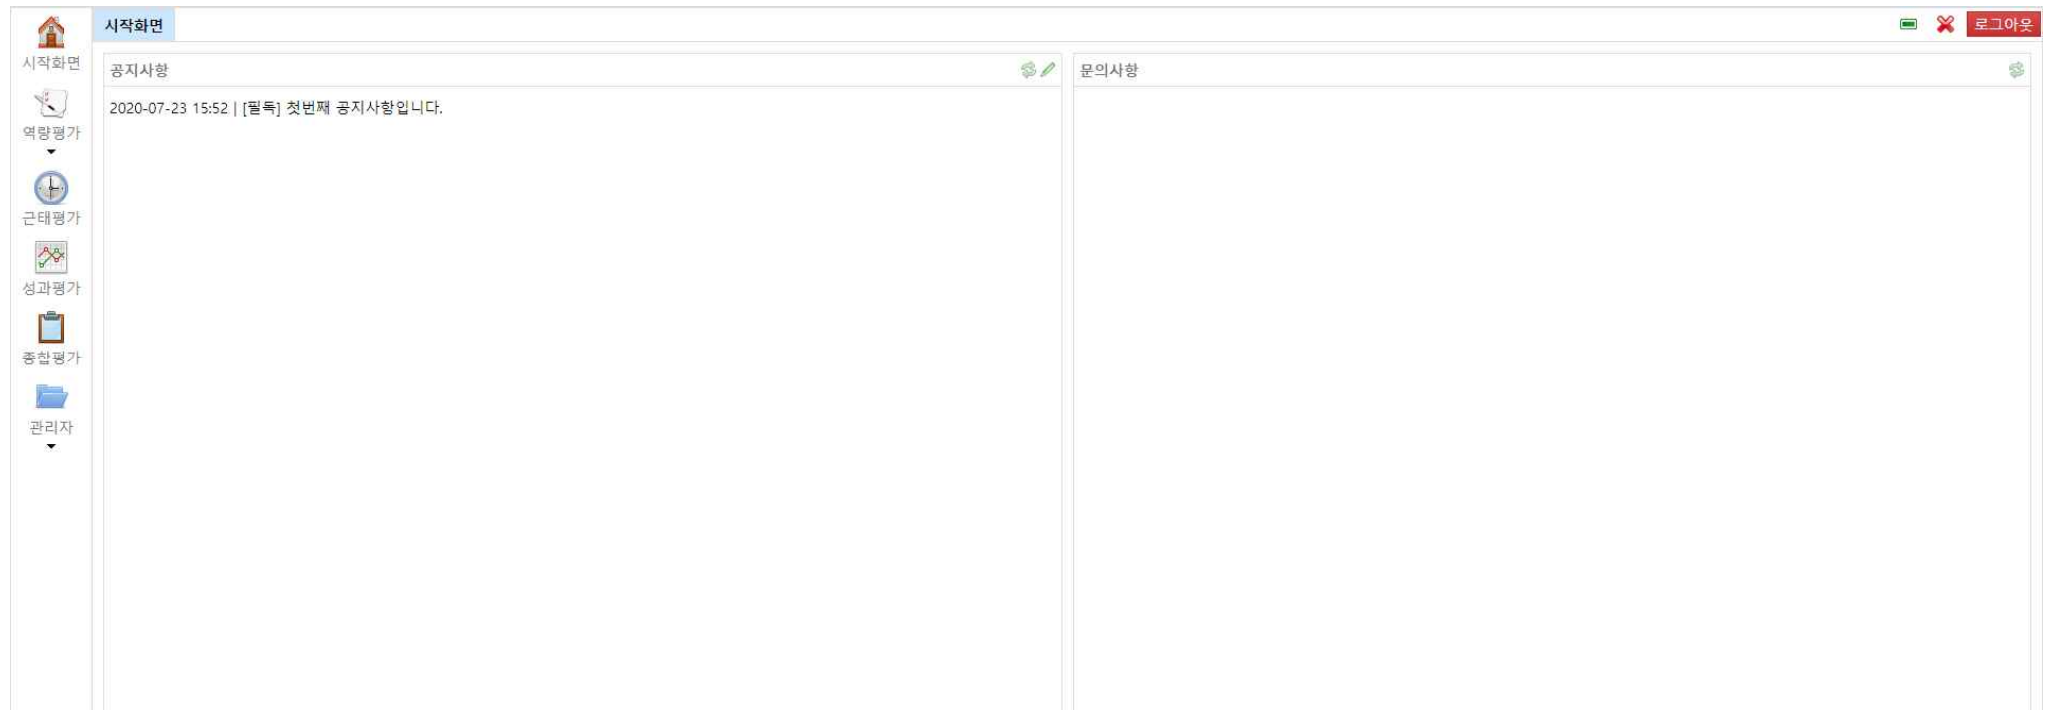 시작화면
로그아웃
시작화면
역량평가
근태평가
성과평가
종합평가
관리자
공지사항
2020-07-23 15:52 | [필독] 첫번째 공지사항입니다.
문의사항